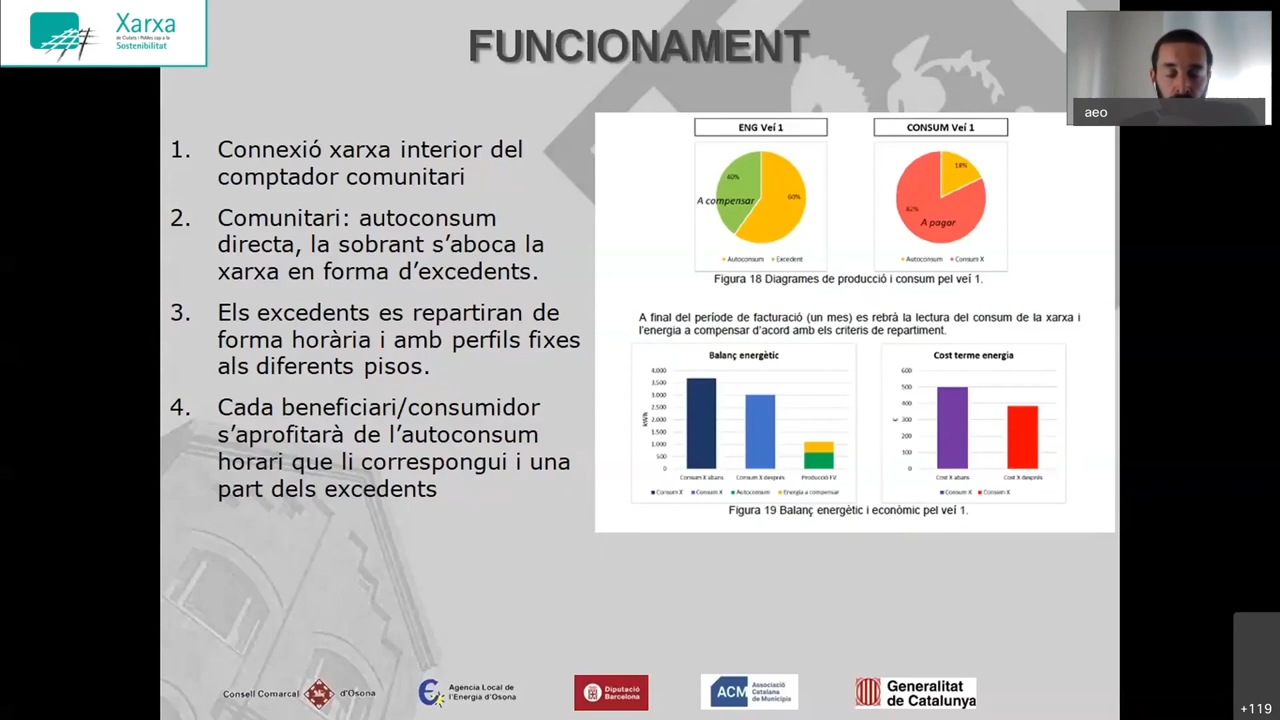 Xarxa
de Ciutats i Pobles cap a la
Sostenibilitat
FUNCIONAMENT
aeo
1. Connexió xarxa interior del
comptador comunitari
2. Comunitari: autoconsum
directa, la sobrant s’aboca la
xarxa en forma d’excedents.
3. Els excedents es repartiran de
forma horària i amb perfils fixes
als diferents pisos.
4. Cada beneficiari/consumidor
s’aprofitarà de l’autoconsum
horari que li correspongui i una
part dels excedents
ENG Veí 1
40%
A compensar
60%
Autoconsum Excedent
CONSUM Veí 1
18%
82%
A pagar
Autoconsum Consum X
Figura 18 Diagrames de producció i consum pel veí 1.
A final del període de facturació (un mes) es rebrà la lectura del consum de la xarxa i
l’energia a compensar d’acord amb els criteris de repartiment.
Balanç energètic
4.000
3.500
3.000
2.500
2.000
1.500
1.000
500
0
kWh
Consum X abans Consum X després Producció FV
Consum X Consum X Autoconsum Energia a compensar
Cost terme energia
600
500
400
300
200
100
0
€
Cost X abans Cost X després
Consum X Consum X
Figura 19 Balanç energètic i econòmic pel veí 1.
Consell Comarcal d’Osona
Agència Local de
l’Energia d’Osona
Diputació
Barcelona
ACM
Associació
Catalana
de Municipis
Generalitat
de Catalunya
+119